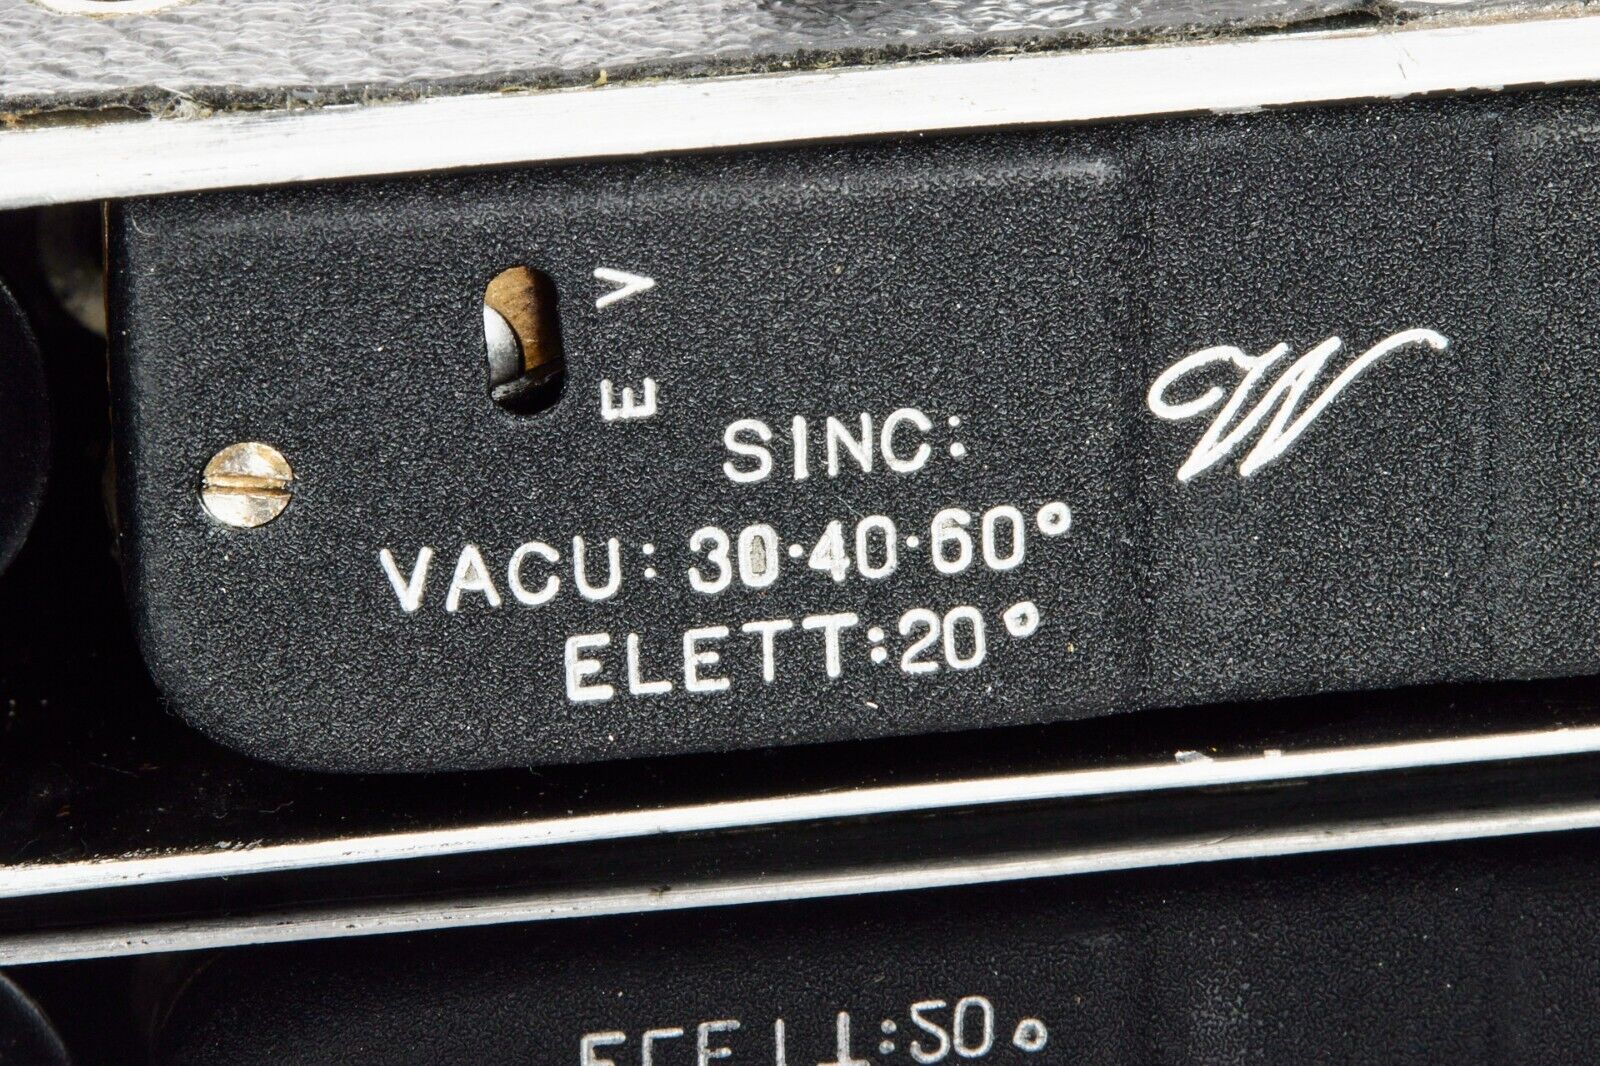 V
E
W
SINC:
VACU: 30·40·60°
ELETT:20°